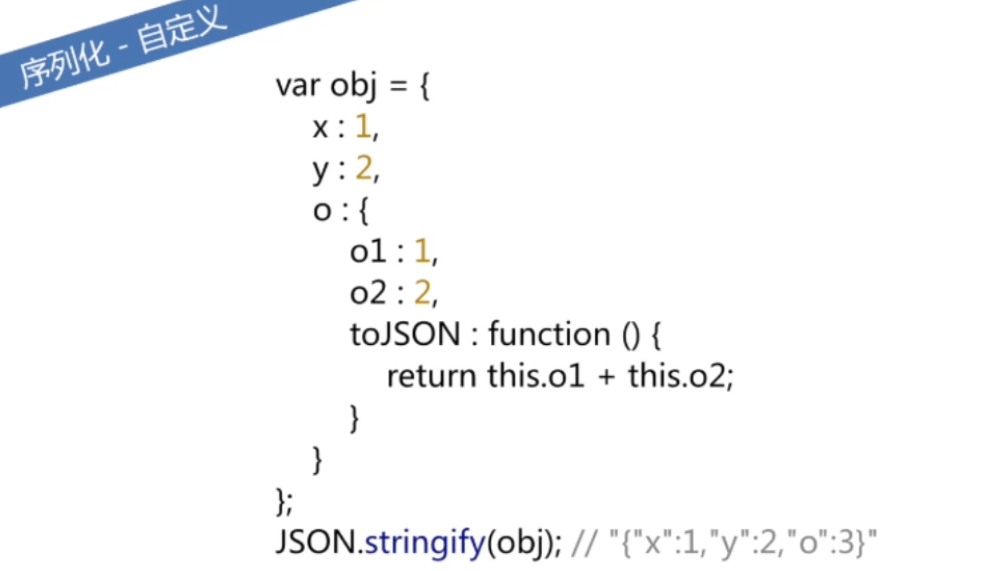 序列化 - 自定义
var obj = {
x : 1,
y : 2,
o : {
o1 : 1,
o2 : 2,
toJSON : function () {
return this.o1 + this.o2;
}
}
};
JSON.stringify(obj); // "{"x":1,"y":2,"o":3}"